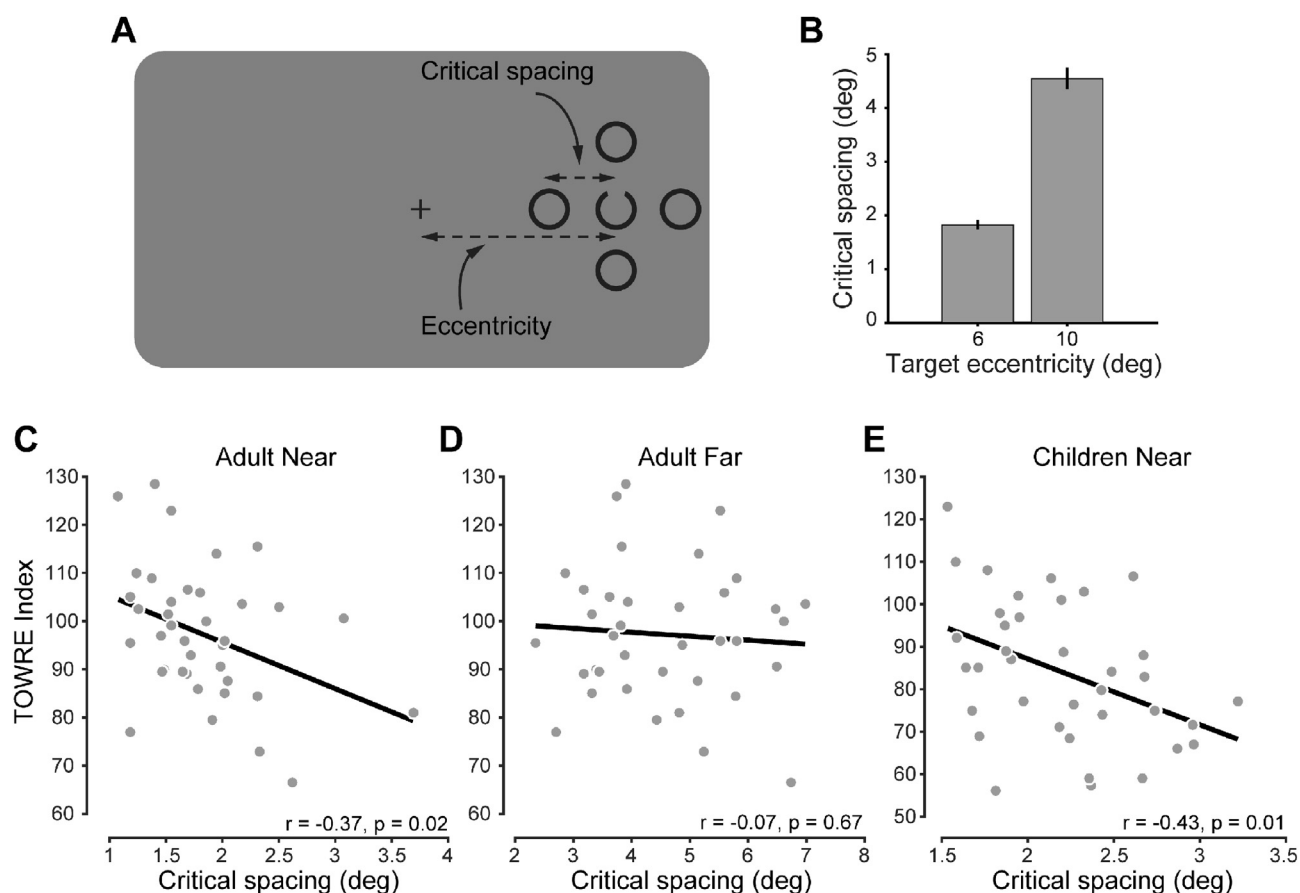 A
Critical spacing
+
Eccentricity
B
Critical spacing (deg)
5
4
3
2
1
0
6 10
Target eccentricity (deg)
C
Adult Near
TOWRE Index
130
120
110
100
90
80
70
60
r = -0.37, p = 0.02
1 1.5 2 2.5 3 3.5 4
Critical spacing (deg)
D
Adult Far
130
120
110
100
90
80
70
60
r = -0.07, p = 0.67
2 3 4 5 6 7 8
Critical spacing (deg)
E
Children Near
130
120
110
100
90
80
70
60
50
r = -0.43, p = 0.01
1.5 2 2.5 3 3.5
Critical spacing (deg)